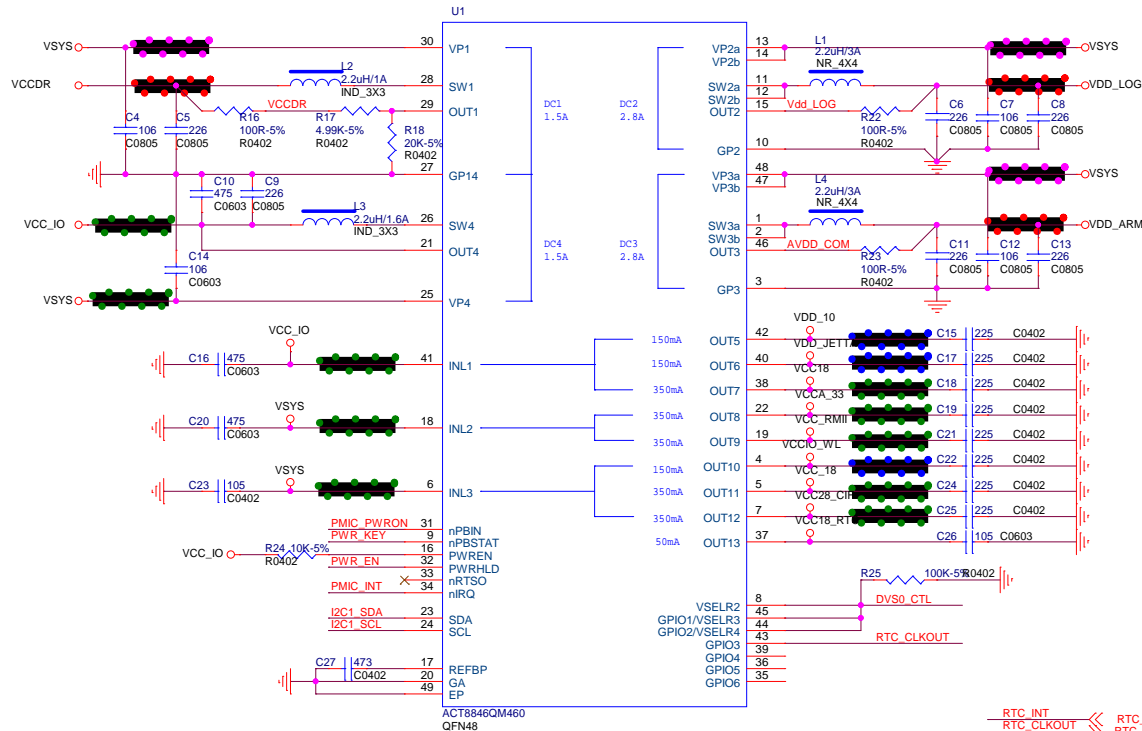 U1
VSYS
30
VP1
VCCDR
L2
2.2uH/1A
IND_3X3
28
SW1
VCCDR
29
OUT1
R16
100R-5%
R0402
R17
4.99K-5%
R0402
R18
20K-5%
R0402
C4
106
C0805
C5
226
C0805
27
GP14
C10
475
C0603
C9
226
C0805
VCC_IO
L3
2.2uH/1.6A
IND_3X3
26
SW4
21
OUT4
C14
106
C0603
VSYS
25
VP4
DC1
1.5A
DC2
2.8A
DC4
1.5A
DC3
2.8A
13
VP2a
14
VP2b
L1
2.2uH/3A
NR_4X4
VSYS
11
SW2a
12
SW2b
VDD_LOG
15
OUT2
Vdd_LOG
R22
100R-5%
R0402
C6
226
C0805
C7
106
C0805
C8
226
C0805
10
GP2
48
VP3a
47
VP3b
L4
2.2uH/3A
NR_4X4
VSYS
1
SW3a
2
SW3b
VDD_ARM
46
OUT3
AVDD_COM
R23
100R-5%
R0402
C11
226
C0805
C12
106
C0805
C13
226
C0805
3
GP3
VCC_IO
C16
475
C0603
41
INL1
VSYS
C20
475
C0603
18
INL2
VSYS
C23
105
C0402
6
INL3
VDD_10
150mA
OUT5
42
C15
225
C0402
150mA
OUT6
40
C17
225
C0402
VCC18
350mA
OUT7
38
C18
225
C0402
VCCA_33
350mA
OUT8
22
C19
225
C0402
VCC_RMII
350mA
OUT9
19
C21
225
C0402
VCCIO_WL
150mA
OUT10
4
C22
225
C0402
VCC_18
350mA
OUT11
5
C24
225
C0402
350mA
OUT12
7
C25
225
C0402
50mA
OUT13
37
C26
105
C0603
PMIC_PWRON
31
nPBIN
PWR_KEY
9
nPBSTAT
VCC_IO
R24
10K-5%
R0402
16
PWREN
PWR_EN
32
PWRHLD
33
nRTSO
PMIC_INT
34
nIRQ
I2C1_SDA
23
SDA
I2C1_SCL
24
SCL
C27
473
C0402
17
REFBP
20
GA
49
EP
R25
100K-5%
R0402
8
VSELR2
DVS0_CTL
45
GPIO1/VSELR3
44
GPIO2/VSELR4
43
GPIO3
RTC_CLKOUT
39
GPIO4
36
GPIO5
35
GPIO6
ACT8846QM460
QFN48
RTC_INT
RTC_CLKOUT